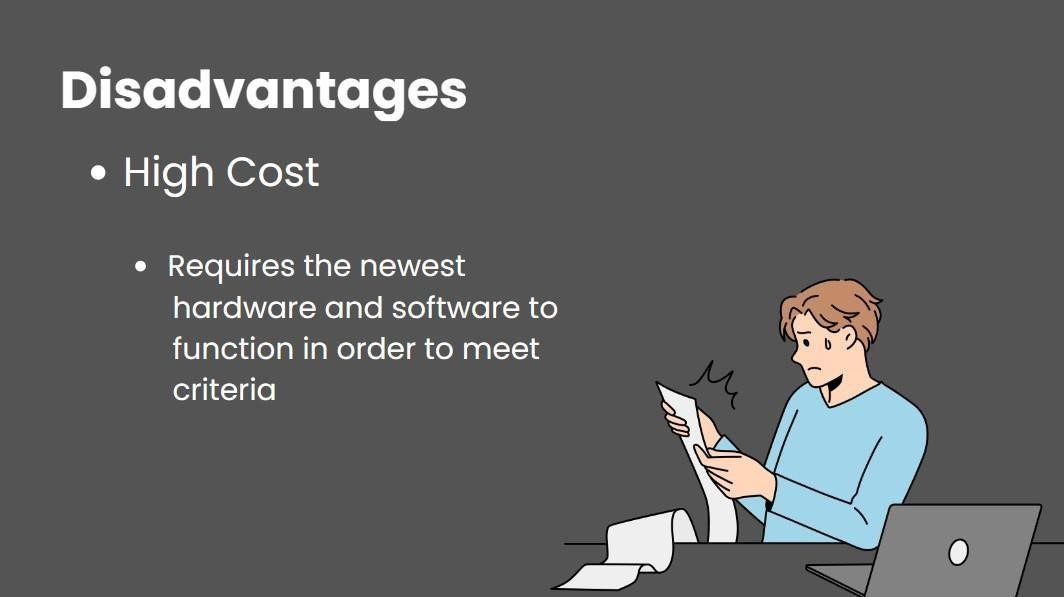 Disadvantages
• High Cost
• Requires the newest
hardware and software to
function in order to meet
criteria